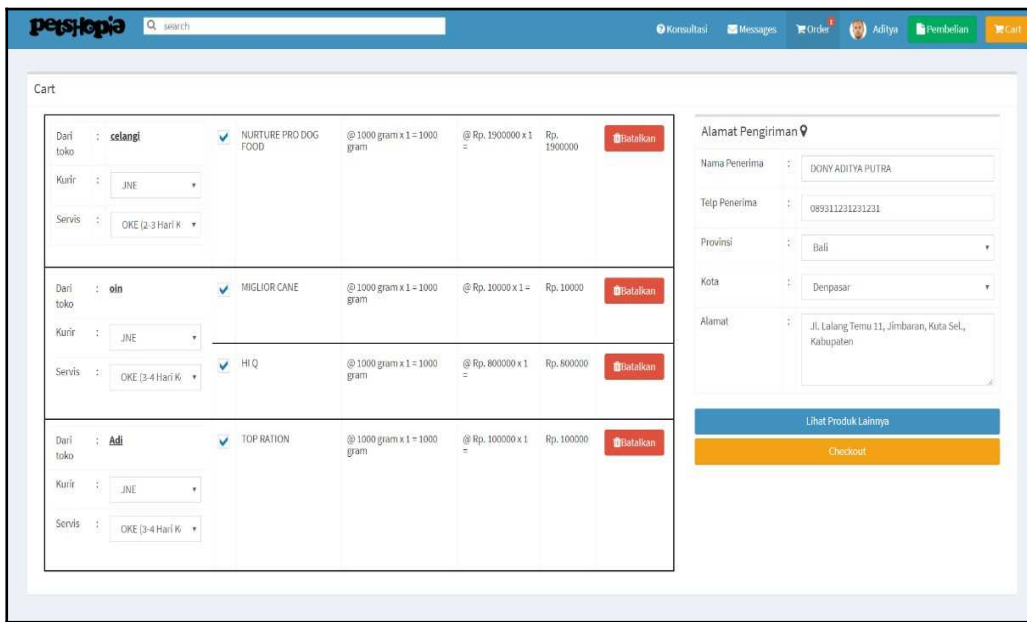 petsHopia
search
Konsultasi
Messages
Order
Aditya
Pembelian
Cart
Cart
Dari toko : celangi
Kurir : JNE
Servis : OKE (2-3 Hari K
NURTURE PRO DOG FOOD
@ 1000 gram x 1 = 1000 gram
@ Rp. 1900000 x 1 =
Rp. 1900000
Batalkan
Dari toko : oin
Kurir : JNE
Servis : OKE (3-4 Hari K
MIGLIOR CANE
@ 1000 gram x 1 = 1000 gram
@ Rp. 10000 x 1 =
Rp. 10000
Batalkan
HI Q
@ 1000 gram x 1 = 1000 gram
@ Rp. 800000 x 1 =
Rp. 800000
Batalkan
Dari toko : Adi
Kurir : JNE
Servis : OKE (3-4 Hari K
TOP RATION
@ 1000 gram x 1 = 1000 gram
@ Rp. 100000 x 1 =
Rp. 100000
Batalkan
Alamat Pengiriman
Nama Penerima : DONY ADITYA PUTRA
Telp Penerima : 089311231231231
Provinsi : Bali
Kota : Denpasar
Alamat : Jl. Lalang Temu 11, Jimbaran, Kuta Sel.,
Kabupaten
Lihat Produk Lainnya
Checkout